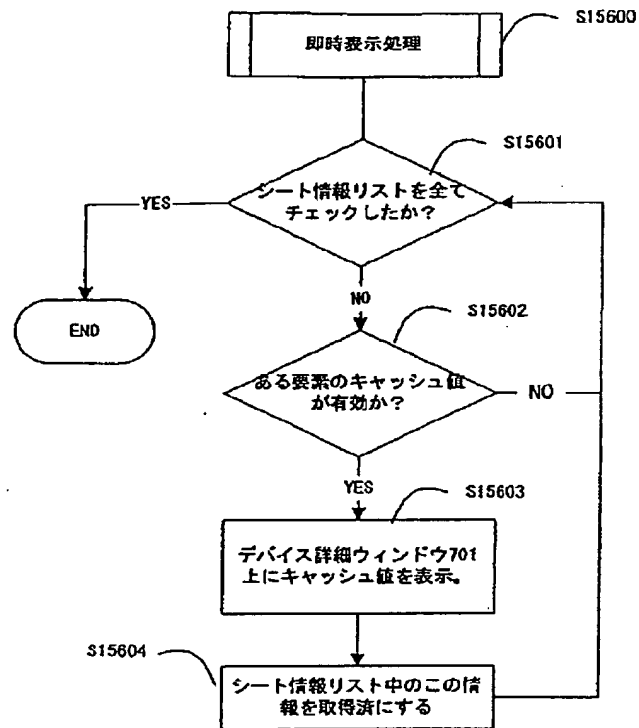 S15600
即時表示処理
S15601
シート情報リストを全て
チェックしたか？
YES
NO
END
S15602
ある要素のキャッシュ値
が有効か？
NO
YES
S15603
デバイス詳細ウィンドウ701
上にキャッシュ値を表示。
S15604
シート情報リスト中のこの情
報を取得済にする